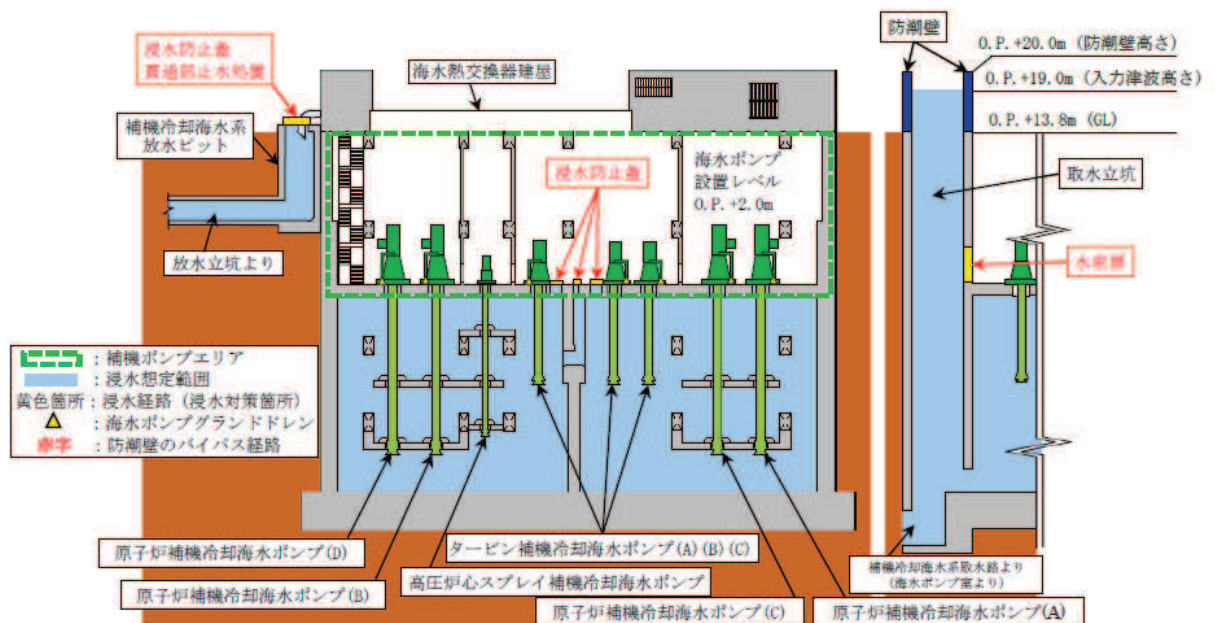 浸水防止蓋
貫通部止水処置
海水熱交換器建屋
防潮壁
O.P.+20.0m (防潮壁高さ)
O.P.+19.0m (入力津波高さ)
O.P.+13.8m (GL)
補機冷却海水系
放水ピット
浸水防止蓋
海水ポンプ
設置レベル
O.P.+2.0m
取水立坑
放水立坑より
水密扉
：補機ポンプエリア
：浸水想定範囲
黄色箇所：浸水経路 (浸水対策箇所)
：海水ポンプグランドドレン
赤字：防潮壁のバイパス経路
原子炉補機冷却海水ポンプ(D)
タービン補機冷却海水ポンプ(A)(B)(C)
補機冷却海水系取水路より
(海水ポンプ室より)
原子炉補機冷却海水ポンプ(B)
高圧炉心スプレイ補機冷却海水ポンプ
原子炉補機冷却海水ポンプ(C)
原子炉補機冷却海水ポンプ(A)